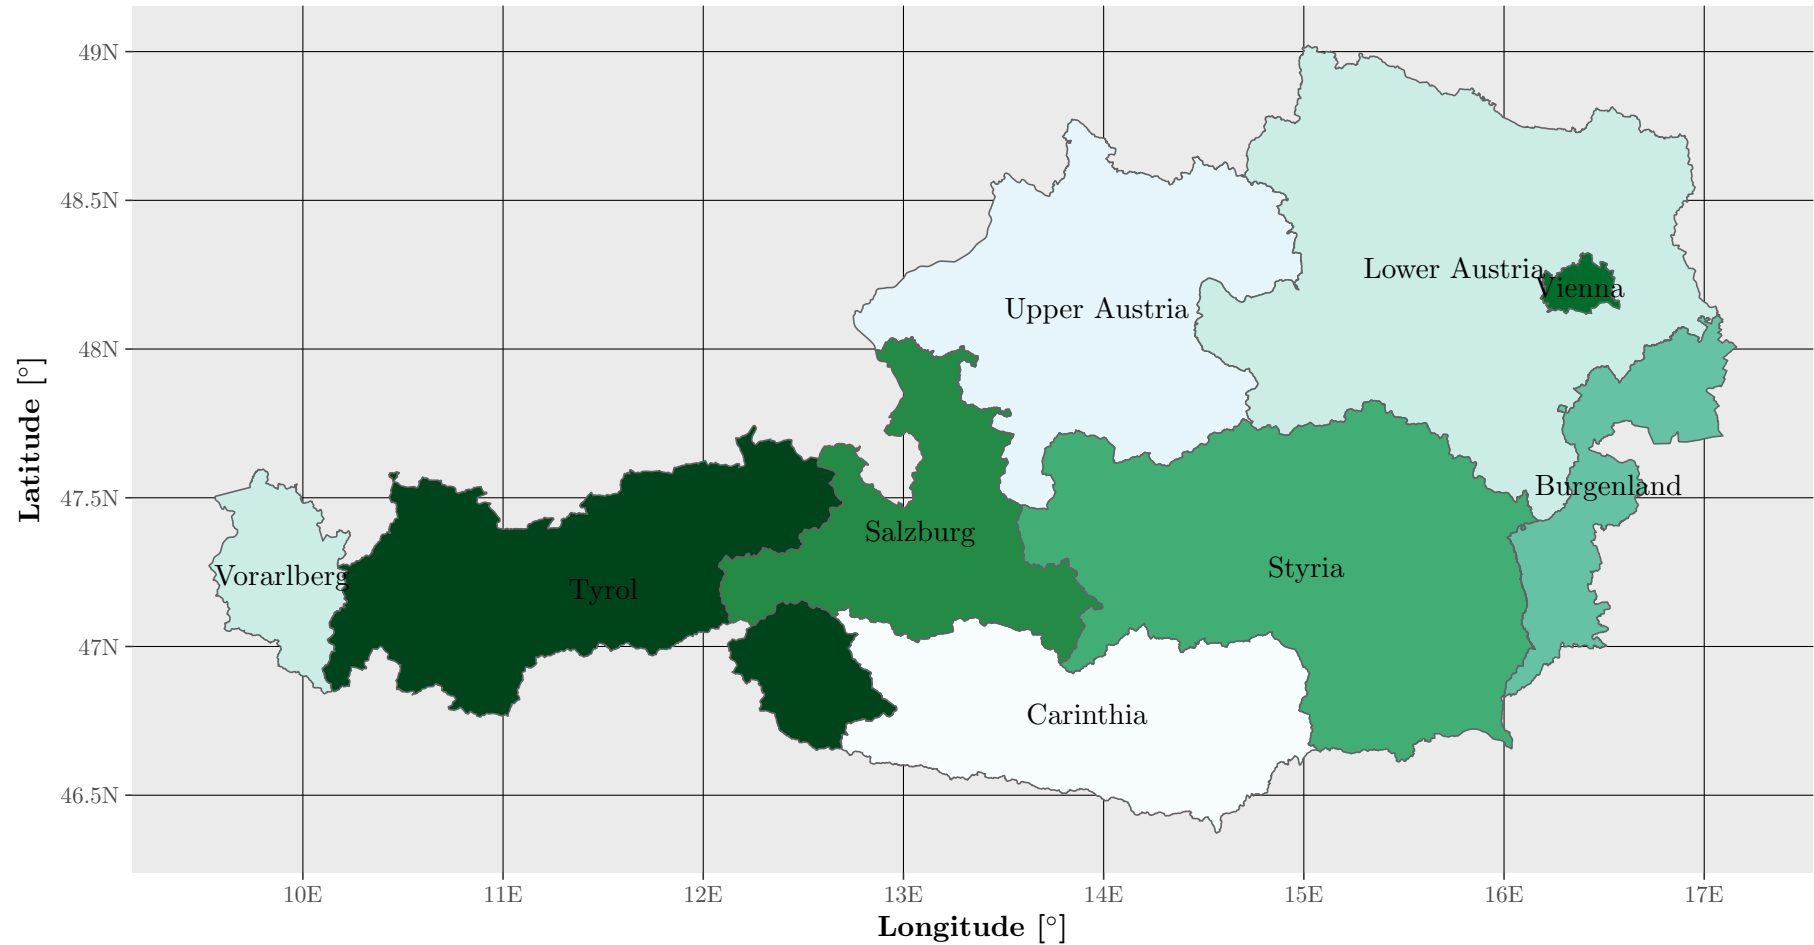 49N
48.5N
48N
47.5N
47N
46.5N
Latitude [°]
Lower Austria
Vienna
Upper Austria
Burgenland
Salzburg
Styria
Vorarlberg
Tyrol
Carinthia
10E
11E
12E
13E
14E
15E
16E
17E
Longitude [°]